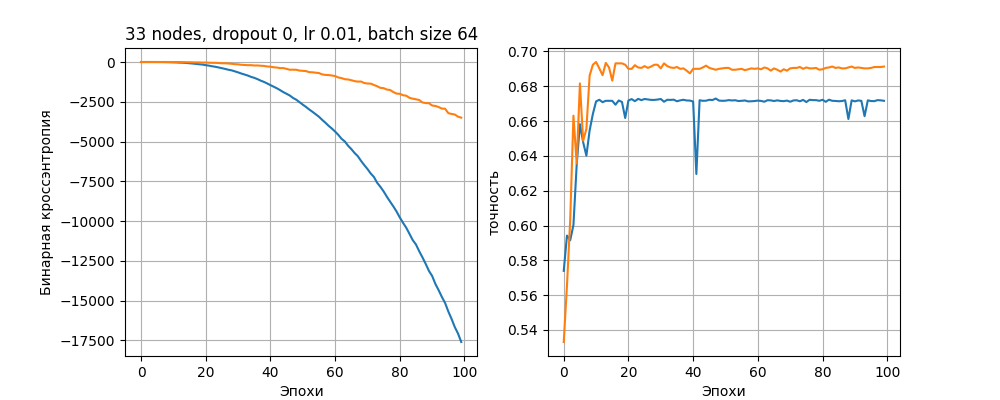 33 nodes, dropout 0, lr 0.01, batch size 64
Бинарная кроссэнтропия
0
−2500
−5000
−7500
−10000
−12500
−15000
−17500
0 20 40 60 80 100
Эпохи
точность
0.70
0.68
0.66
0.64
0.62
0.60
0.58
0.56
0.54
0 20 40 60 80 100
Эпохи